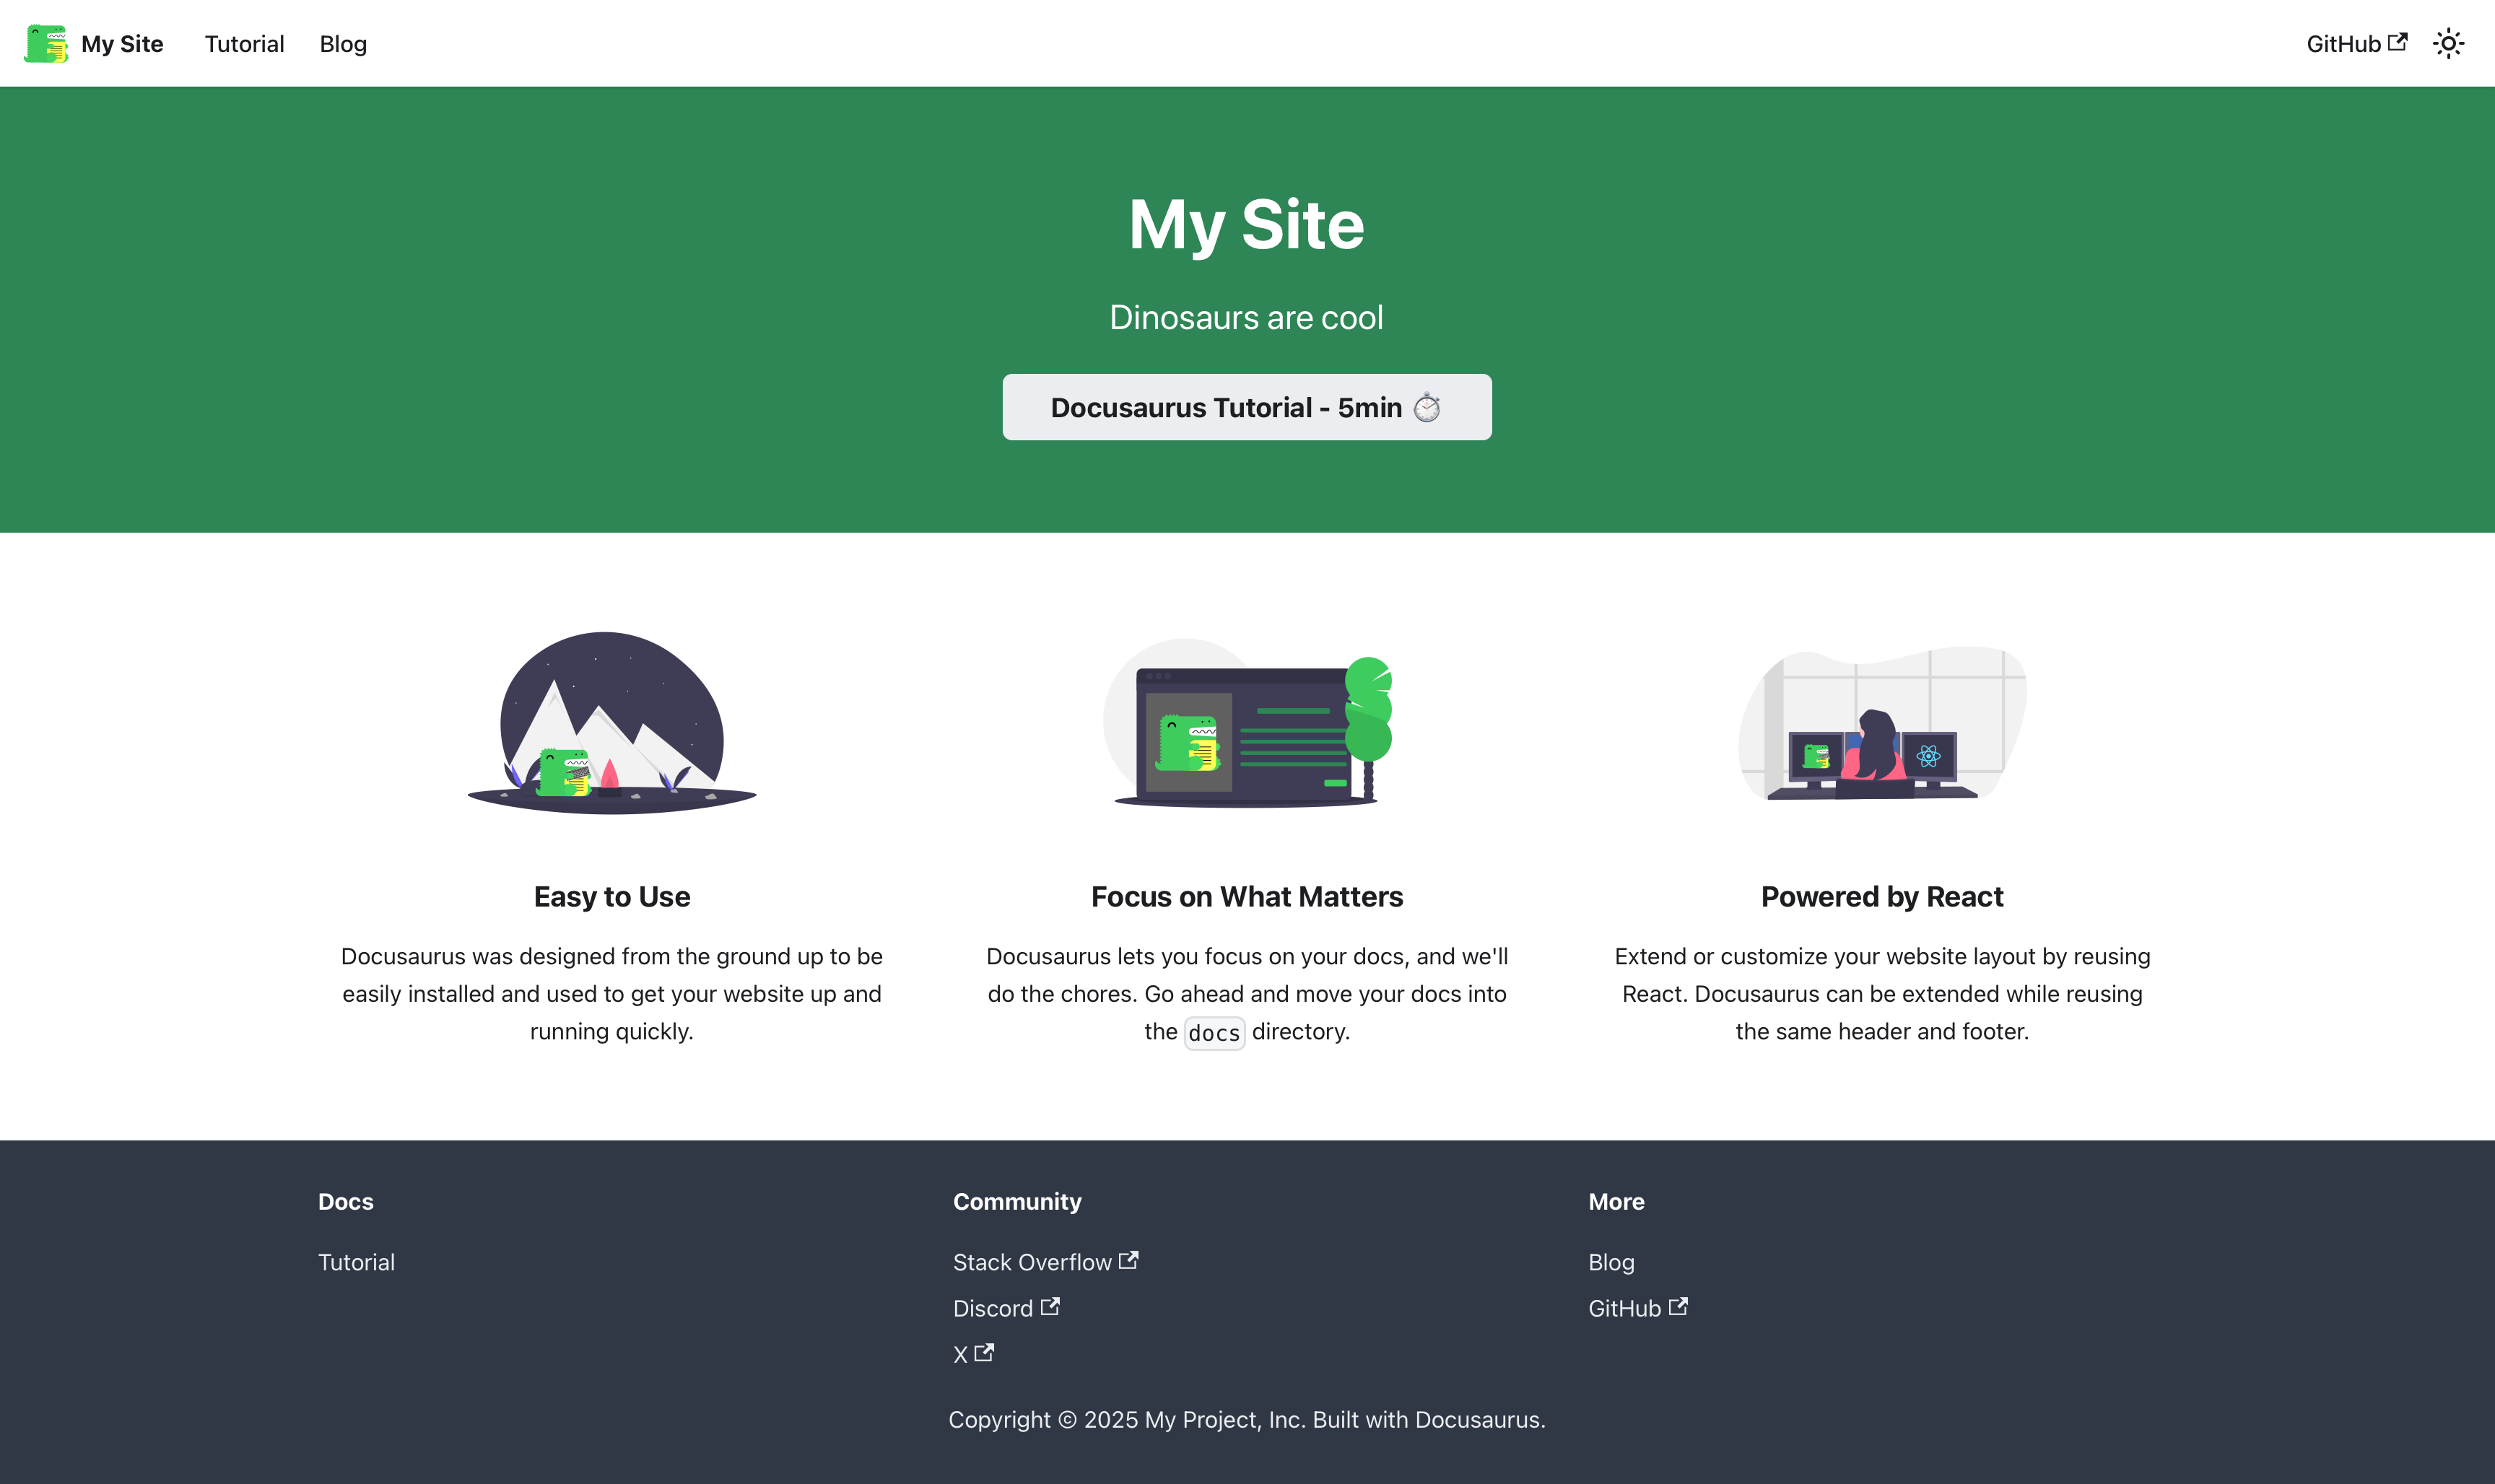 My Site
Tutorial
Blog
GitHub
My Site
Dinosaurs are cool
Docusaurus Tutorial - 5min ⏱️
Easy to Use
Docusaurus was designed from the ground up to be
easily installed and used to get your website up and
running quickly.
Focus on What Matters
Docusaurus lets you focus on your docs, and we'll
do the chores. Go ahead and move your docs into
the docs directory.
Powered by React
Extend or customize your website layout by reusing
React. Docusaurus can be extended while reusing
the same header and footer.
Docs
Tutorial
Community
Stack Overflow
Discord
X
More
Blog
GitHub
Copyright © 2025 My Project, Inc. Built with Docusaurus.